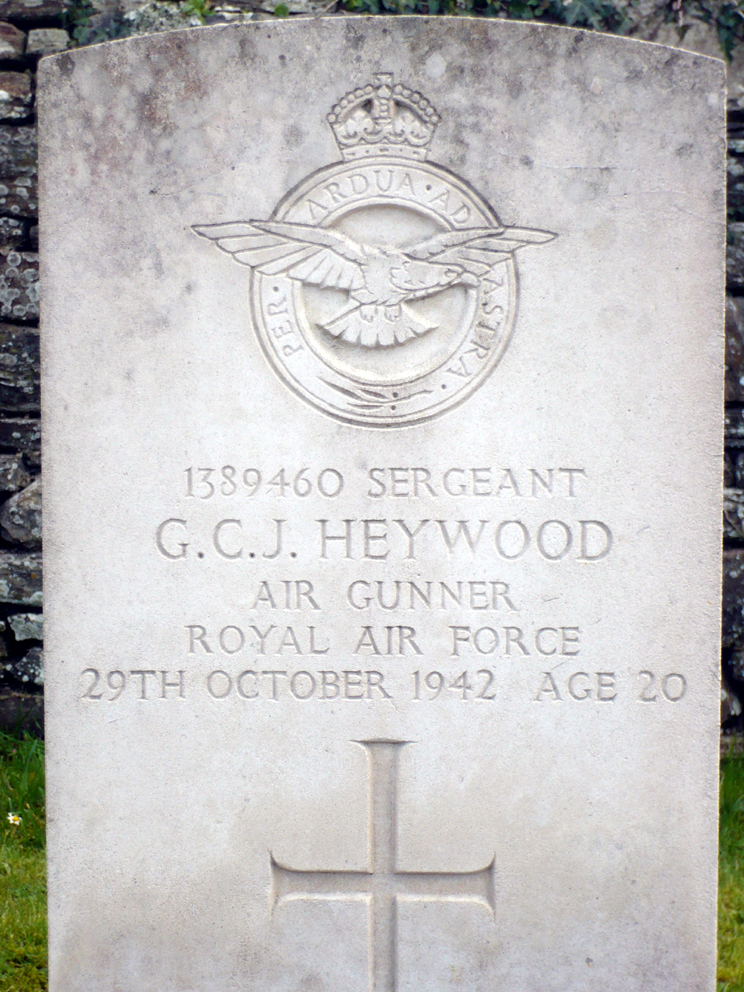 PER · ARDUA · AD · ASTRA
1389460 SERGEANT
G.C.J. HEYWOOD
AIR GUNNER
ROYAL AIR FORCE
29TH OCTOBER 1942 AGE 20